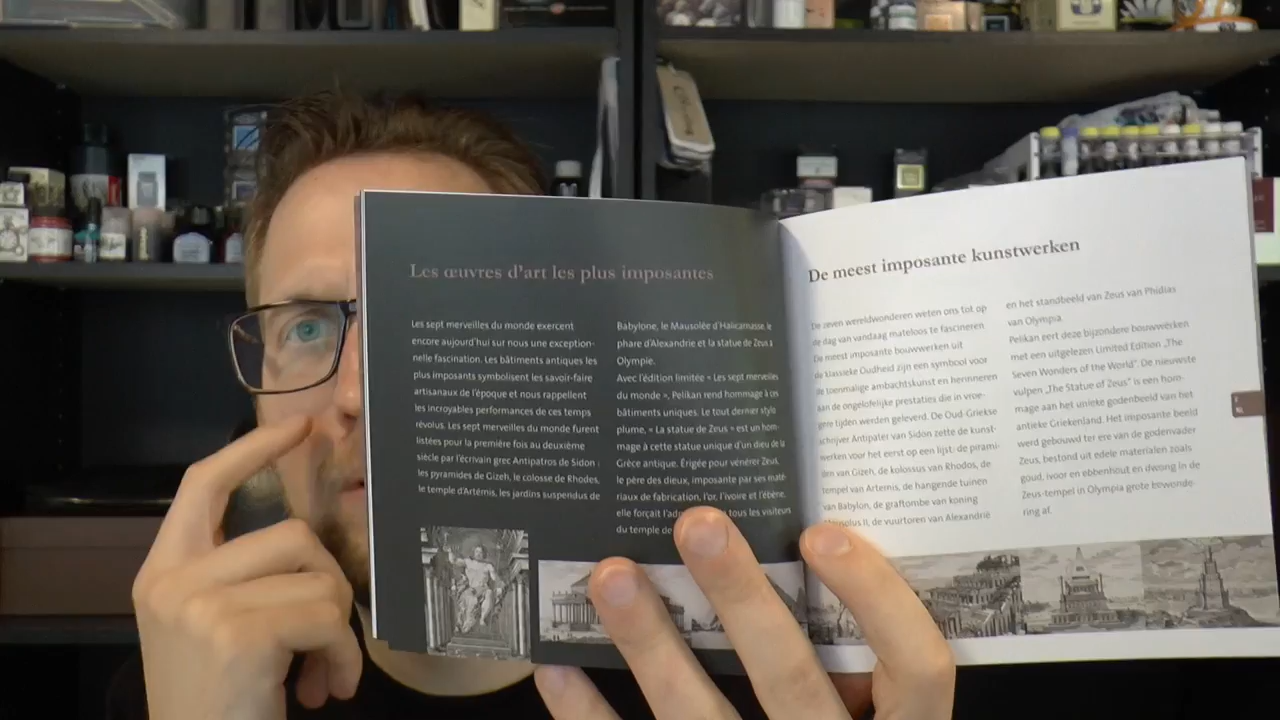 Les œuvres d'art les plus imposantes
Les sept merveilles du monde exercent
encore aujourd'hui sur nous une exception-
nelle fascination. Les bâtiments antiques les
plus imposants symbolisent les savoir-faire
artisanaux de l'époque et nous rappellent
les incroyables performances de ces temps
révolus. Les sept merveilles du monde furent
listées pour la première fois au deuxième
siècle par l'écrivain grec Antipatros de Sidon :
les pyramides de Gizeh, le colosse de Rhodes,
le temple d'Artémis, les jardins suspendus de
Babylone, le Mausolée d'Halicarnasse, le
phare d'Alexandrie et la statue de Zeus à
Olympie.
Avec l'édition limitée « Les sept merveilles
du monde », Pelikan rend hommage à ces
bâtiments uniques. Le tout dernier stylo
plume, « La statue de Zeus » est un hom-
mage à cette statue unique d'un dieu de la
Grèce antique. Érigée pour vénérer Zeus,
le père des dieux, imposante par ses maté-
riaux de fabrication, l'or, l'ivoire et l'ébène,
elle forçait tous les visiteurs
du temple de
De meest imposante kunstwerken
De zeven wereldwonderen weten ons tot op
de dag van vandaag mateloos te fascineren.
De meest imposante bouwwerken uit
de klassieke Oudheid zijn een symbool voor
de toenmalige ambachtskunst en herinneren
aan de ongelofelijke prestaties die in vroe-
gere tijden werden geleverd. De Oud-Griekse
schrijver Antipater van Sidon zette de kunst-
werken voor het eerst op een lijst: de pirami-
den van Gizeh, de kolossus van Rhodos, de
tempel van Artemis, de hangende tuinen
van Babylon, de graftombe van koning
Mausolus II, de vuurtoren van Alexandrië
en het standbeeld van Zeus van Phidias
van Olympia.
Pelikan eert deze bijzondere bouwwerken
met een uitgelezen Limited Edition „The
Seven Wonders of the World“. De nieuwste
vulpen „The Statue of Zeus“ is een hom-
mage aan het unieke godenbeeld van het
antieke Griekenland. Het imposante beeld
werd gebouwd ter ere van de godenvader
Zeus, bestond uit edele materialen zoals
goud, ivoor en ebbenhout en dwong in de
Zeus-tempel in Olympia grote bewonde-
ring af.